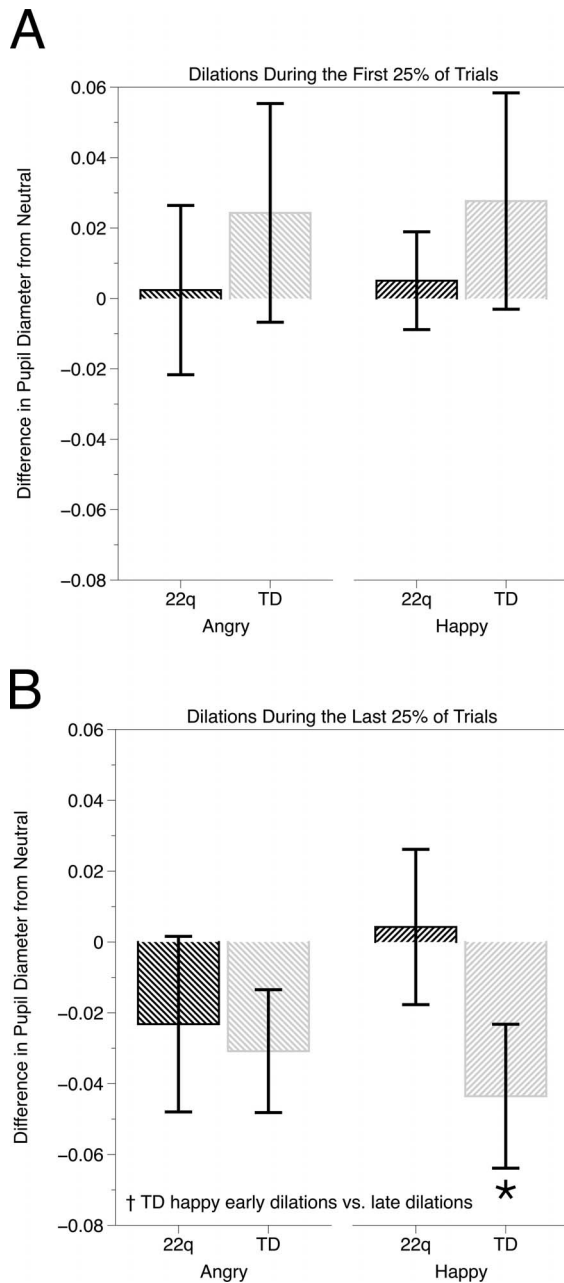 A
Dilations During the First 25% of Trials
Difference in Pupil Diameter from Neutral
0.06
0.04
0.02
0
−0.02
−0.04
−0.06
−0.08
22q TD 22q TD
Angry Happy
B
Dilations During the Last 25% of Trials
Difference in Pupil Diameter from Neutral
0.06
0.04
0.02
0
−0.02
−0.04
−0.06
−0.08
*
† TD happy early dilations vs. late dilations
22q TD 22q TD
Angry Happy